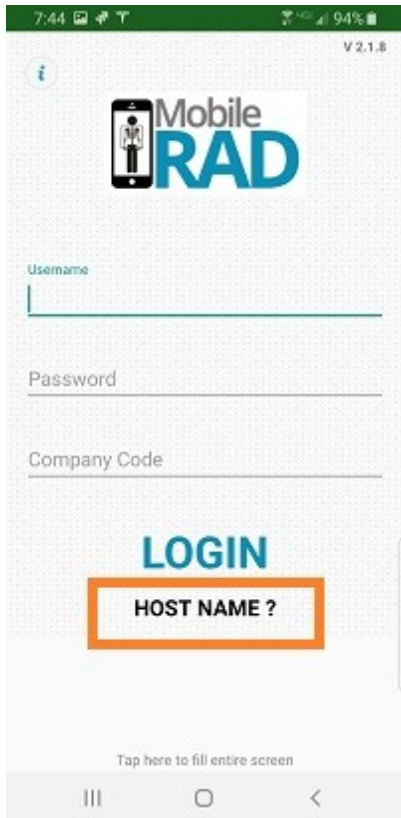 7:44 94%
V 2.1.8
i
Mobile
RAD
Username
Password
Company Code
LOGIN
HOST NAME ?
Tap here to fill entire screen